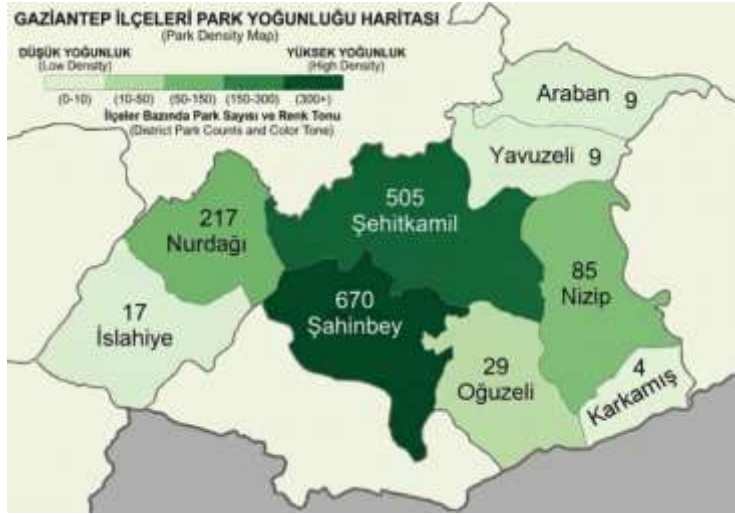 GAZİANTEP İLÇELERİ PARK YOĞUNLUĞU HARİTASI
(Park Density Map)
DÜŞÜK YOĞUNLUK
(Low Density)
YÜKSEK YOĞUNLUK
(High Density)
(0-10) (10-50) (50-150) (150-300) (300+)
İlçeler Bazında Park Sayısı ve Renk Tonu
(District Park Counts and Color Tone)
Araban 9
Yavuzeli 9
505
Şehitkamil
217
Nurdağı
85
Nizip
17
İslahiye
670
Şahinbey
29
Oğuzeli
4
Karkamış